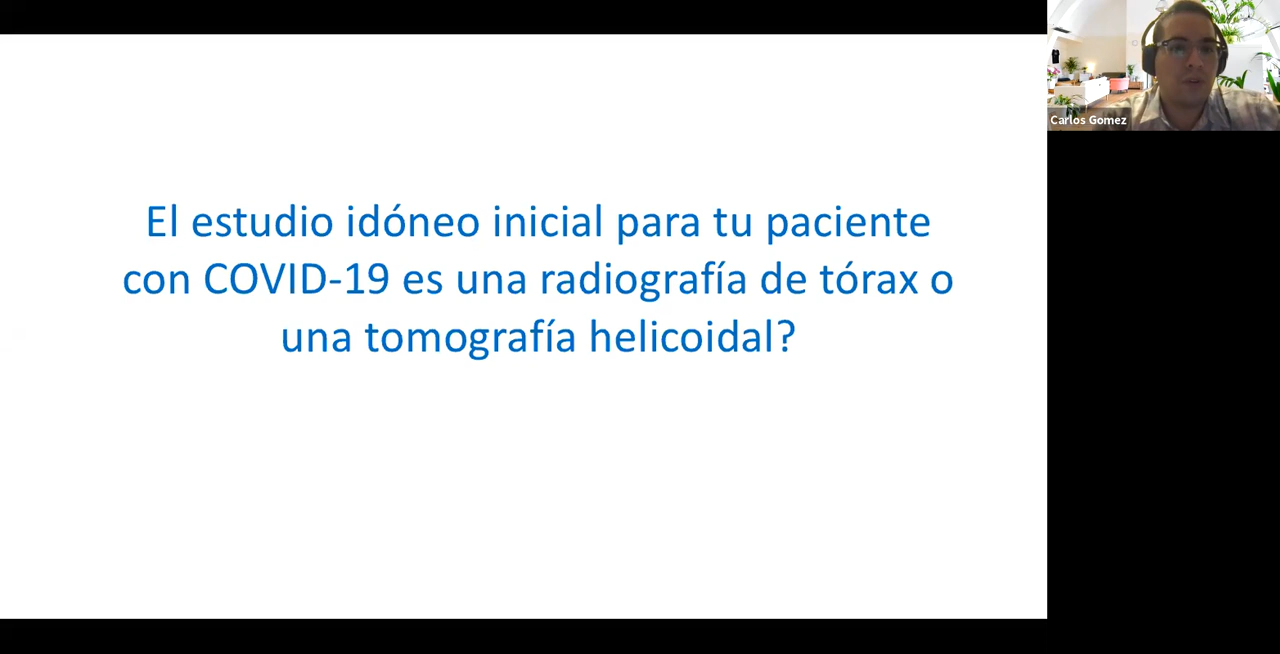 El estudio idóneo inicial para tu paciente
con COVID-19 es una radiografía de tórax o
una tomografía helicoidal?
Carlos Gomez